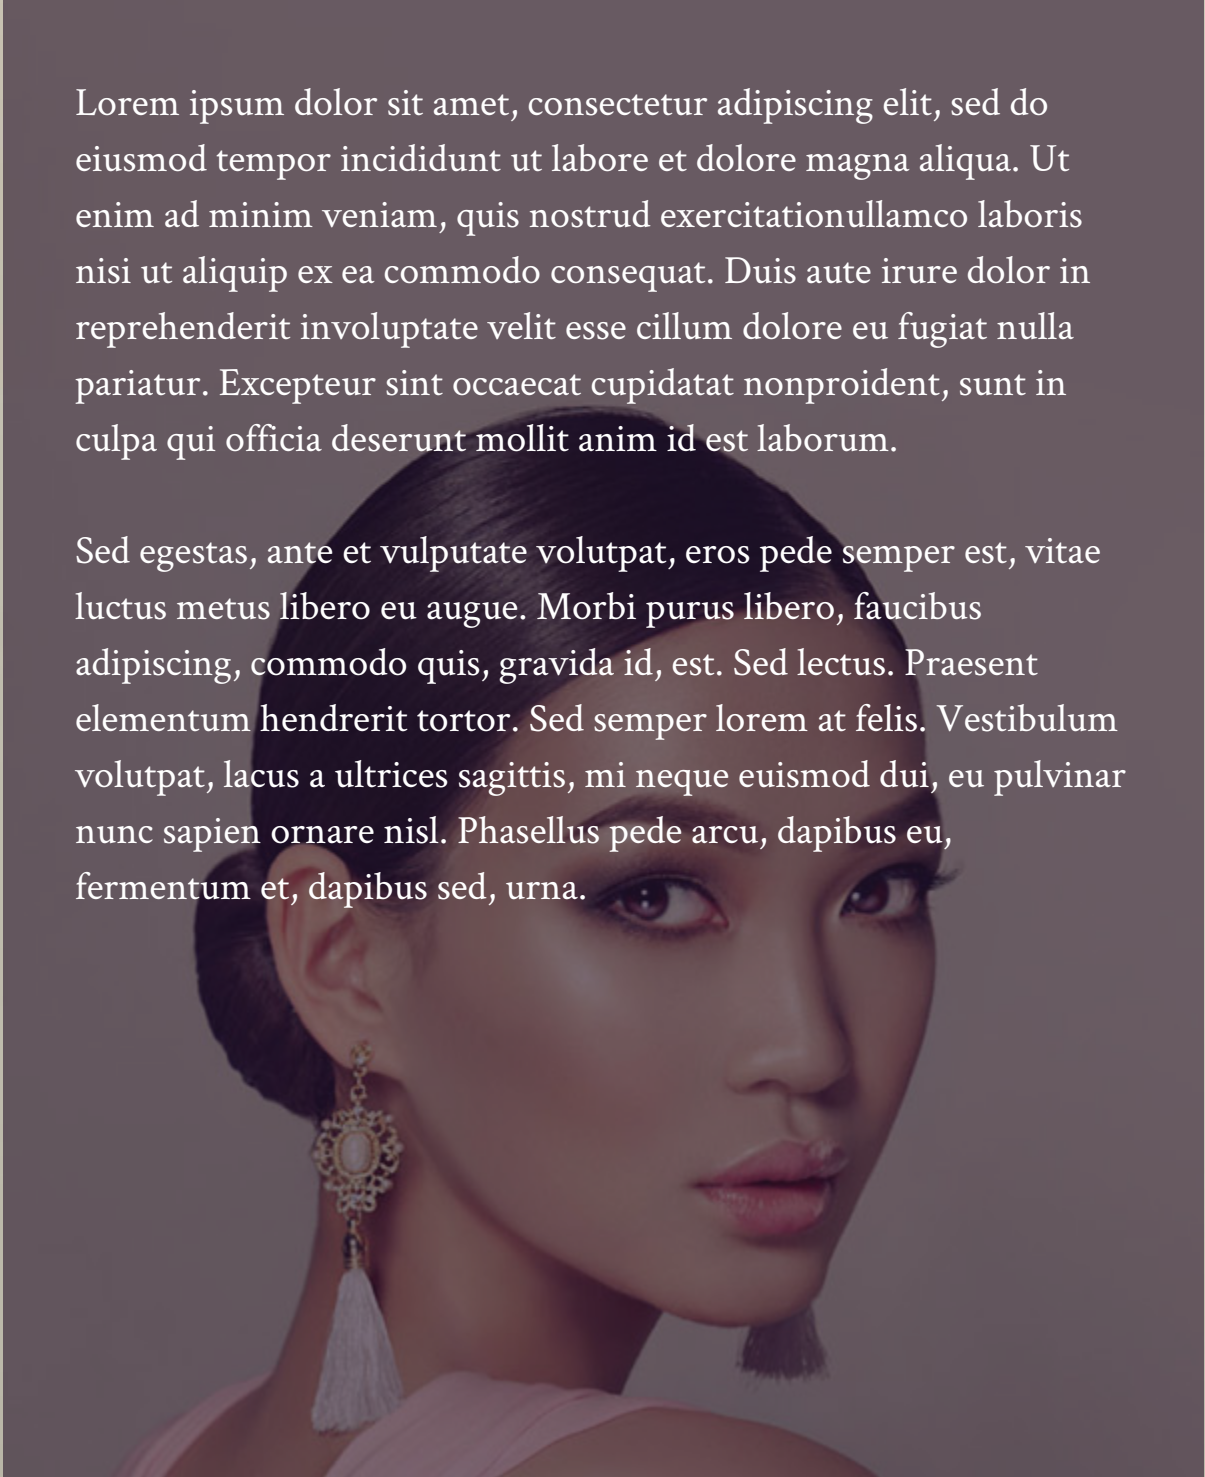 Lorem ipsum dolor sit amet, consectetur adipiscing elit, sed do
eiusmod tempor incididunt ut labore et dolore magna aliqua. Ut
enim ad minim veniam, quis nostrud exercitationullamco laboris
nisi ut aliquip ex ea commodo consequat. Duis aute irure dolor in
reprehenderit involuptate velit esse cillum dolore eu fugiat nulla
pariatur. Excepteur sint occaecat cupidatat nonproident, sunt in
culpa qui officia deserunt mollit anim id est laborum.
Sed egestas, ante et vulputate volutpat, eros pede semper est, vitae
luctus metus libero eu augue. Morbi purus libero, faucibus
adipiscing, commodo quis, gravida id, est. Sed lectus. Praesent
elementum hendrerit tortor. Sed semper lorem at felis. Vestibulum
volutpat, lacus a ultrices sagittis, mi neque euismod dui, eu pulvinar
nunc sapien ornare nisl. Phasellus pede arcu, dapibus eu,
fermentum et, dapibus sed, urna.